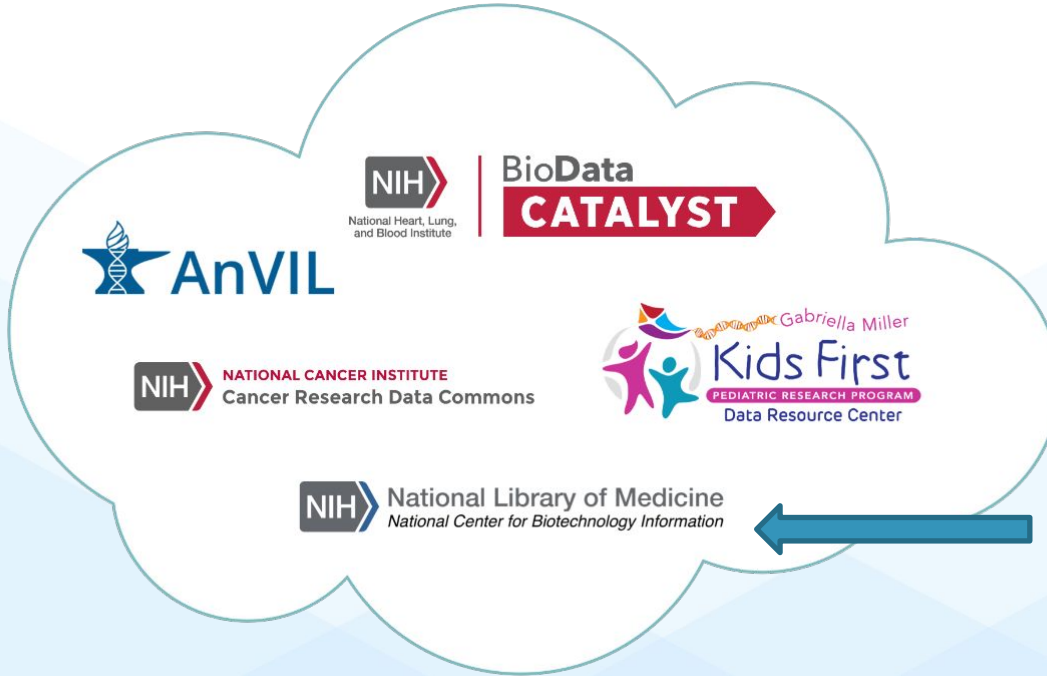 NIH
National Heart, Lung,
and Blood Institute
BioData
CATALYST
AnVIL
Gabriella Miller
Kids First
PEDIATRIC RESEARCH PROGRAM
Data Resource Center
NIH
NATIONAL CANCER INSTITUTE
Cancer Research Data Commons
NIH
National Library of Medicine
National Center for Biotechnology Information